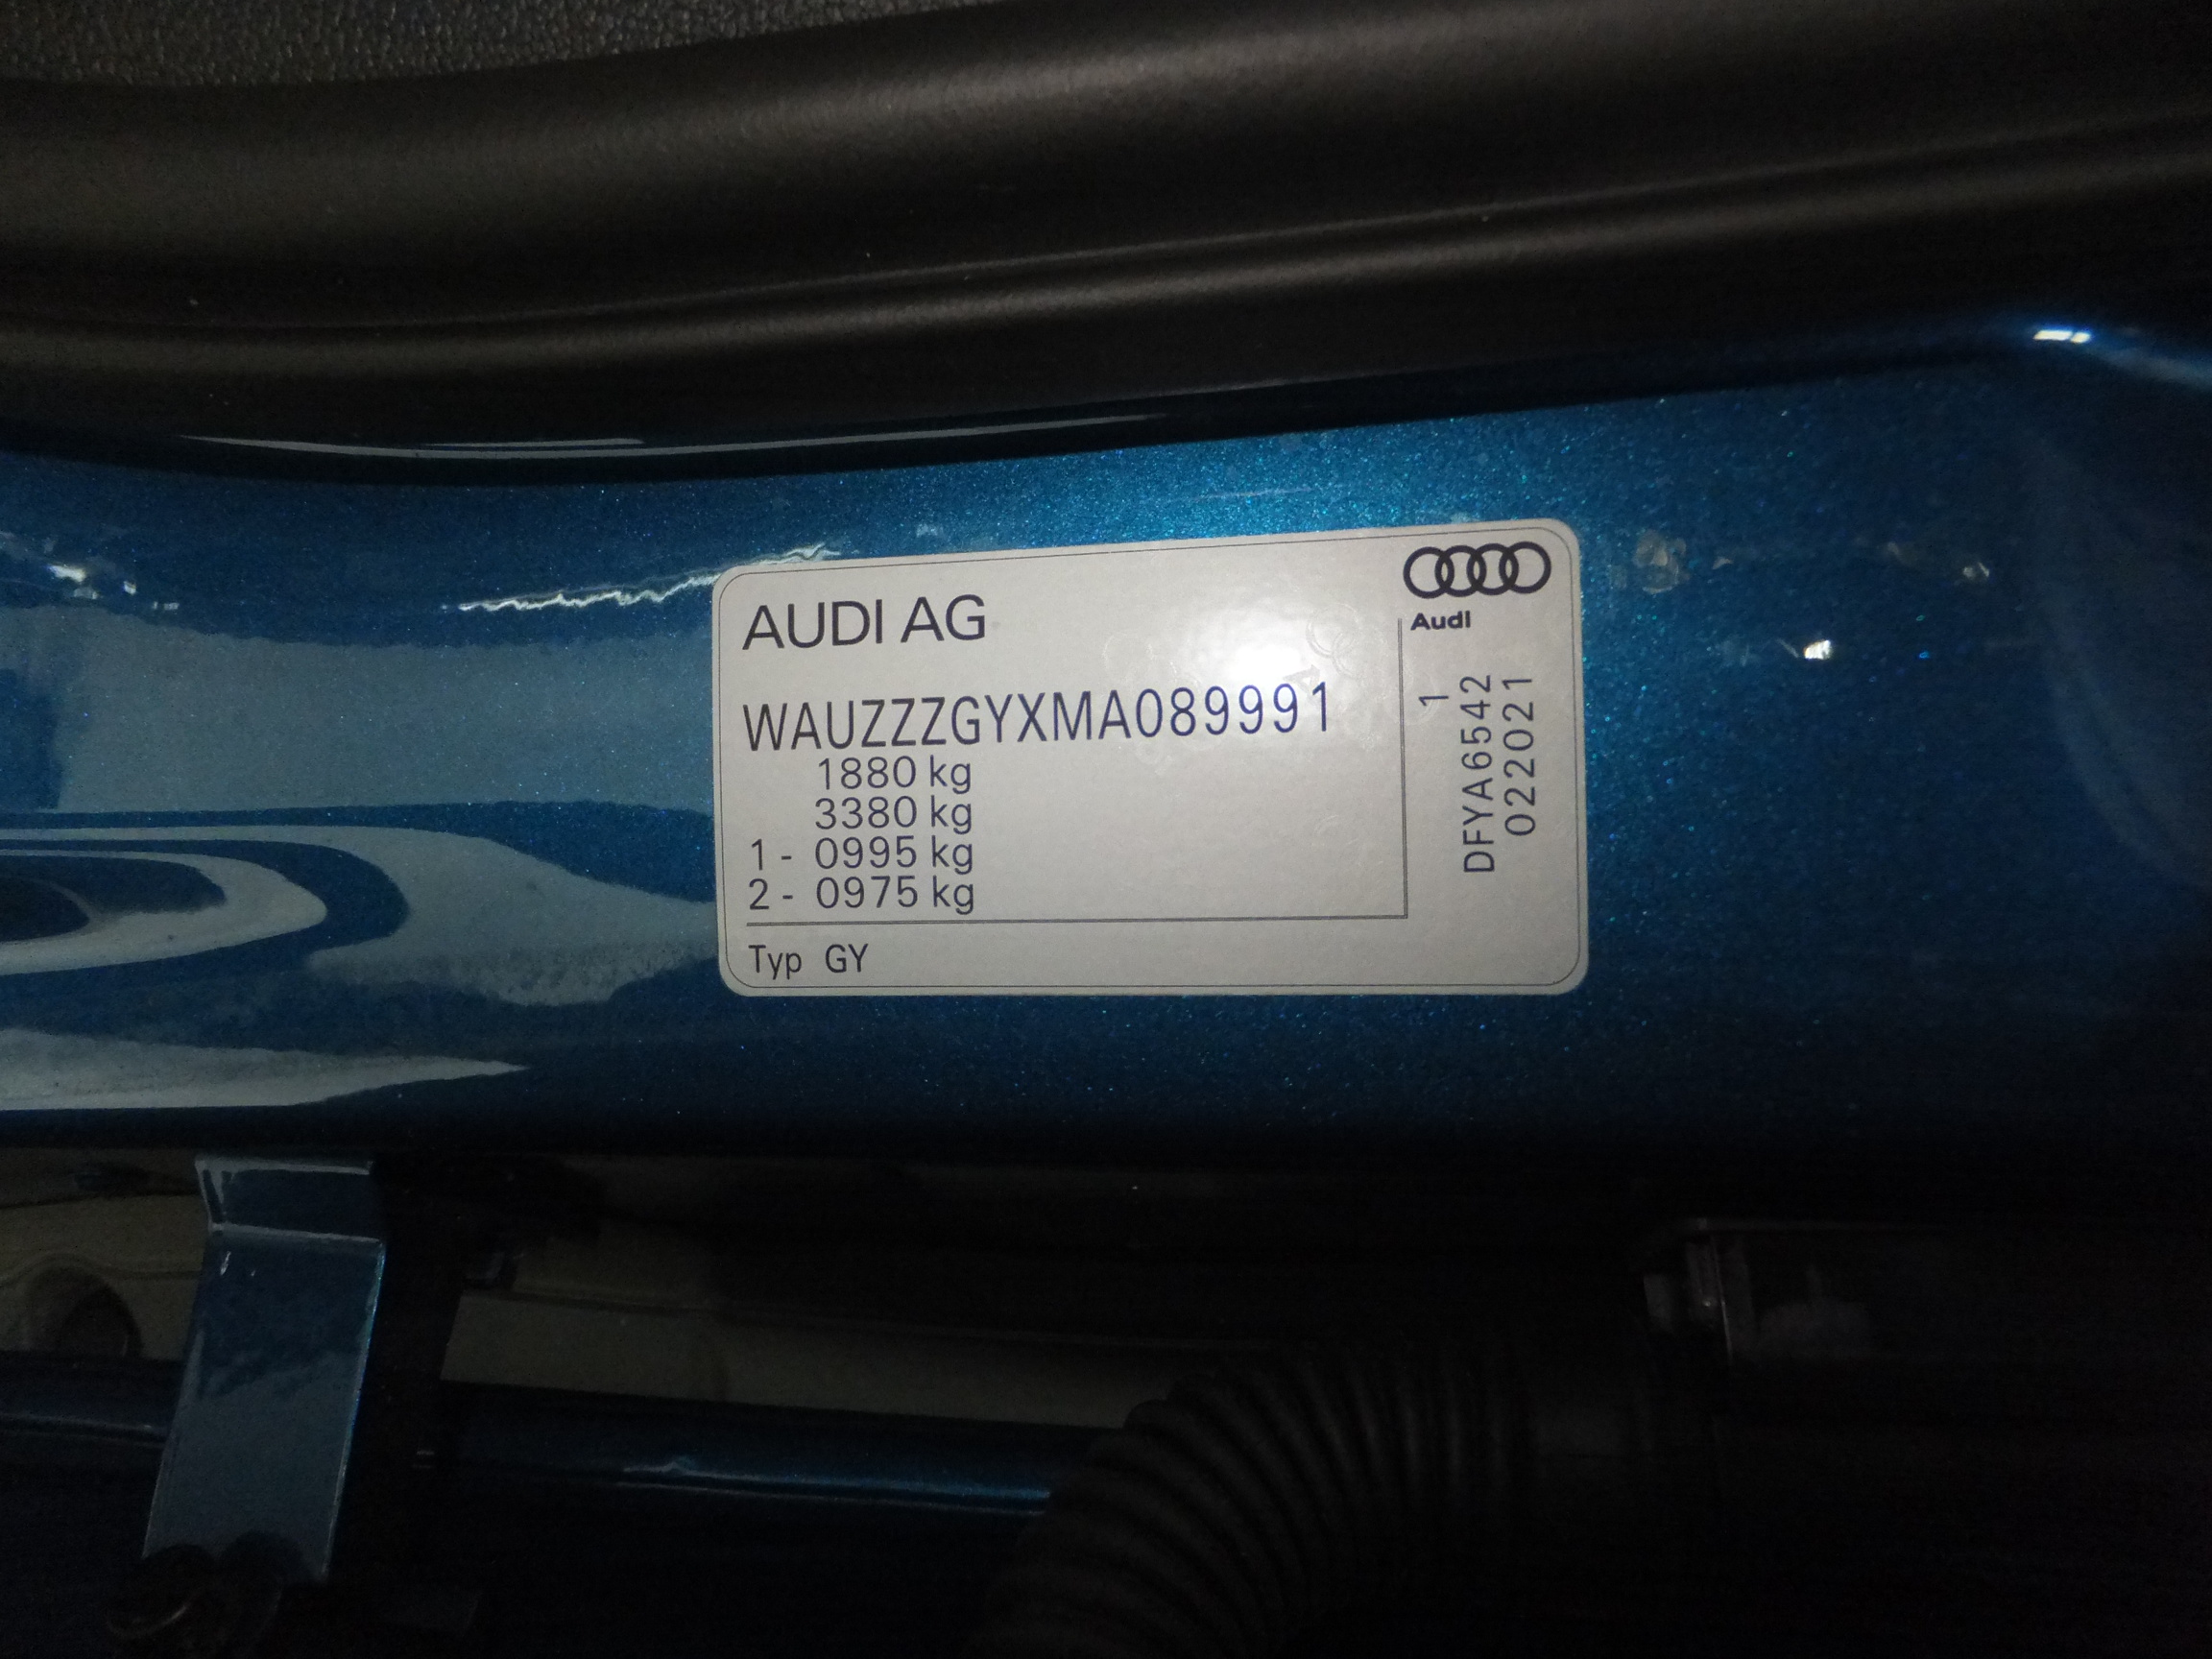 AUDI AG
Audi
WAUZZZGYXMA089991
1880 kg
3380 kg
1 - 0995 kg
2 - 0975 kg
Typ GY
1
DFYA6542
022021